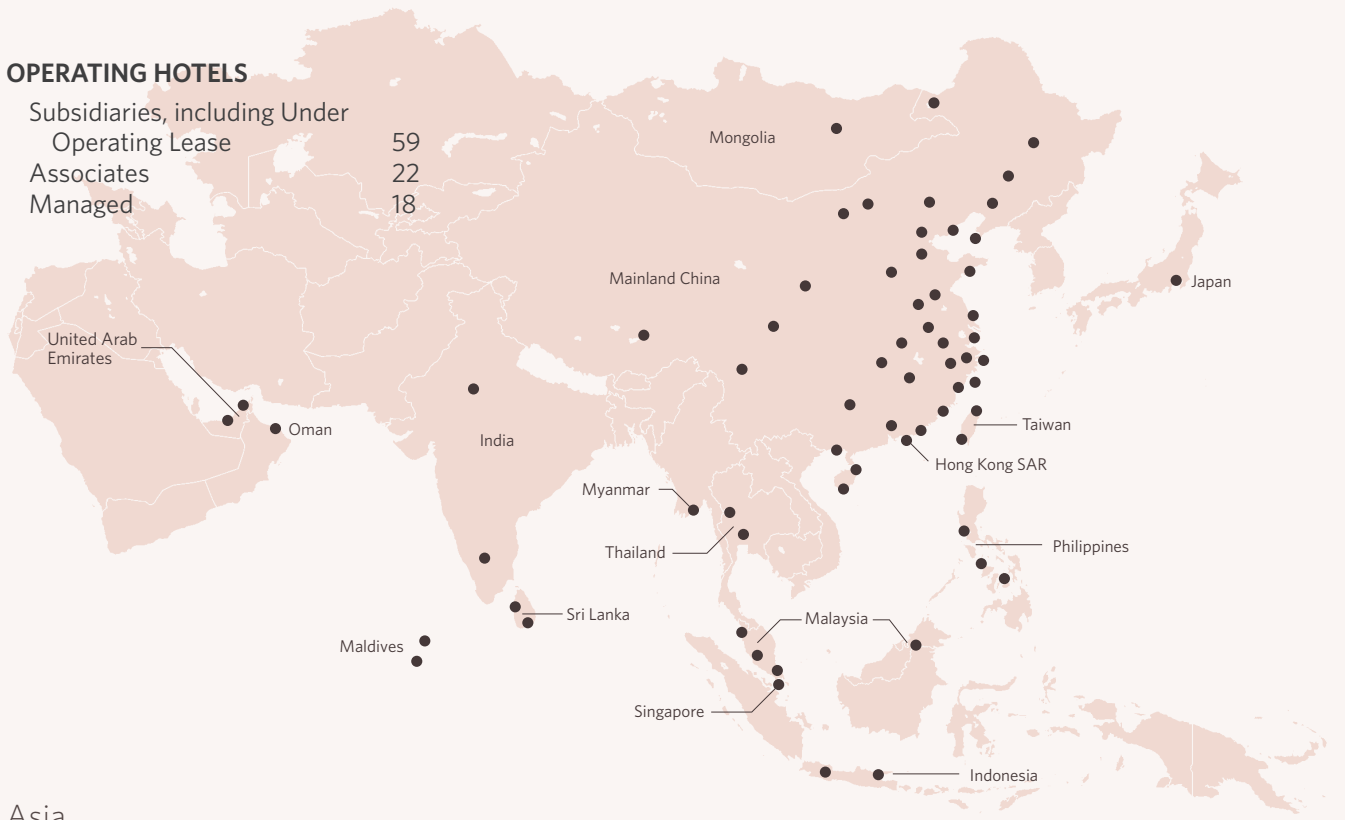 OPERATING HOTELS
Subsidiaries, including Under
Operating Lease 59
Associates 22
Managed 18
Mongolia
Mainland China
Japan
United Arab
Emirates
Oman
India
Taiwan
Hong Kong SAR
Myanmar
Thailand
Philippines
Sri Lanka
Malaysia
Maldives
Singapore
Indonesia
Asia